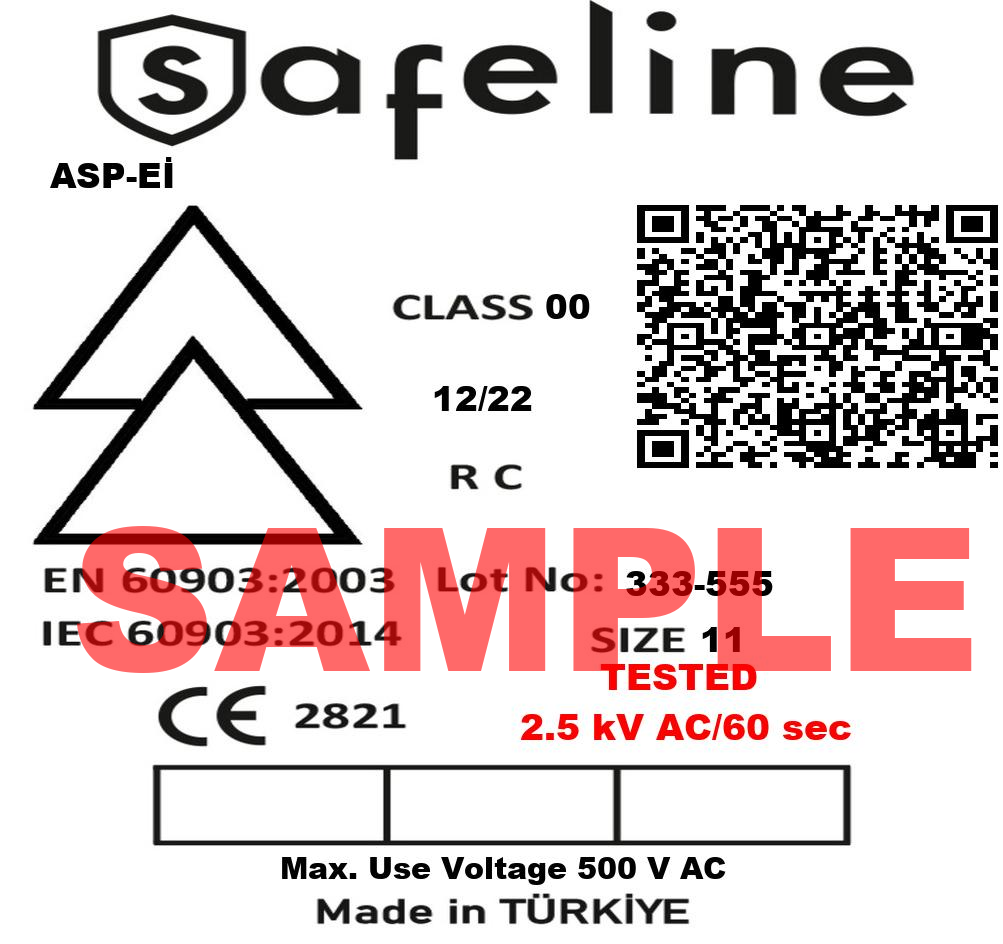 Safeline
ASP-Eİ
CLASS 00
12/22
R C
SAMPLE
EN 60903:2003 Lot No: 333-555
IEC 60903:2014 SIZE 11
TESTED
CE 2821 2.5 kV AC/60 sec
Max. Use Voltage 500 V AC
Made in TÜRKİYE